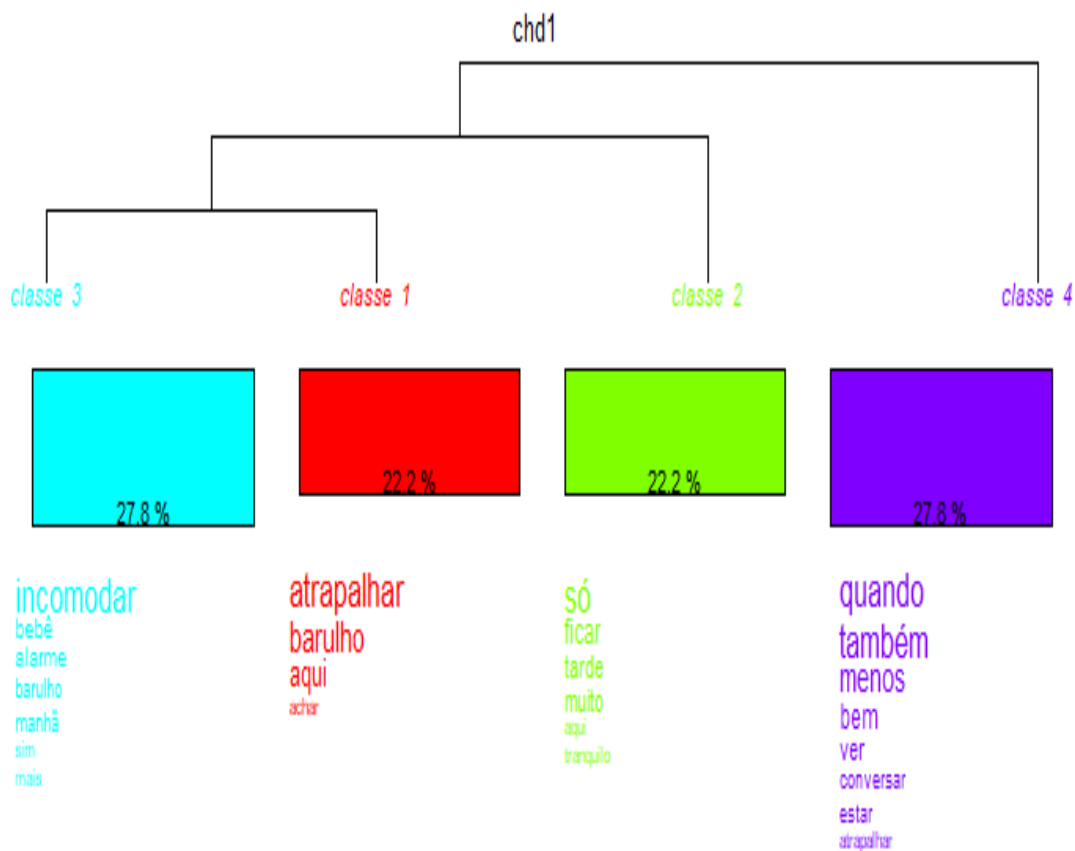 chd1
classe 3
classe 1
classe 2
classe 4
27.8 %
22.2 %
22.2 %
27.8 %
incomodar
bebê
alarme
barulho
manhã
sim
mais
atrapalhar
barulho
aqui
achar
só
ficar
tarde
muito
aqui
tranquilo
quando
também
menos
bem
ver
conversar
estar
atrapalhar